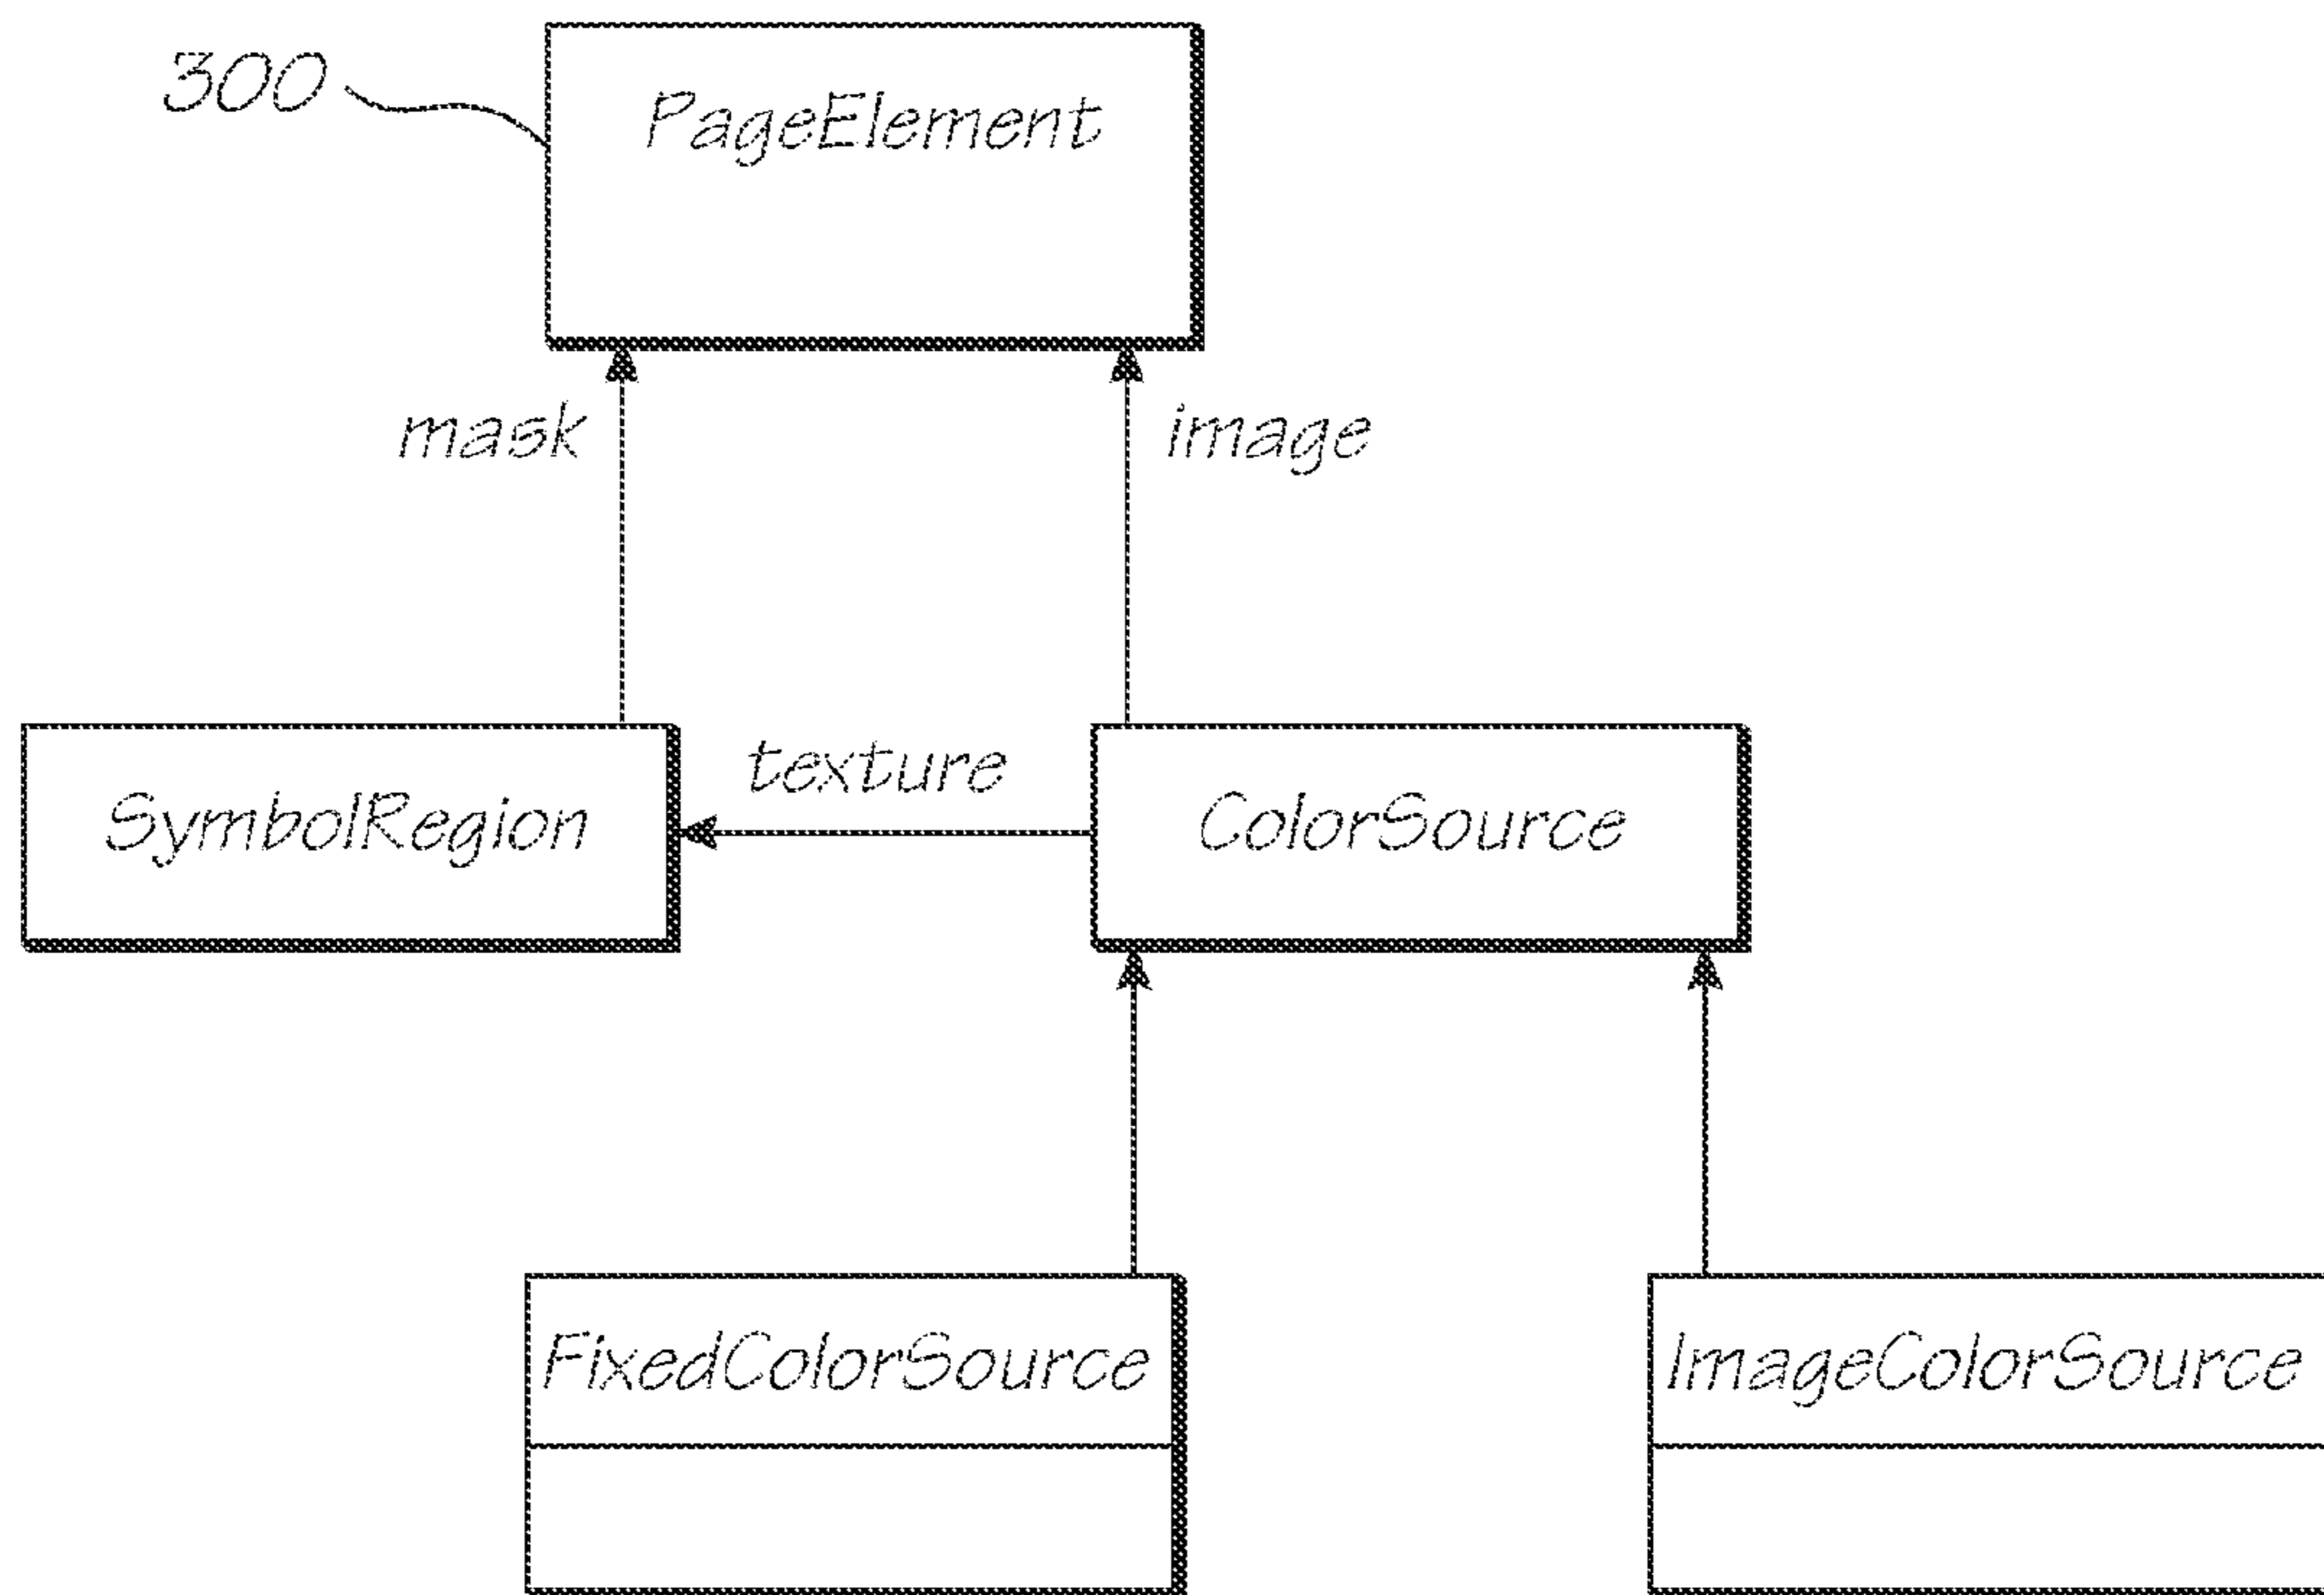 300
PageElement
mask
image
texture
SymbolRegion
ColorSource
FixedColorSource
ImageColorSource